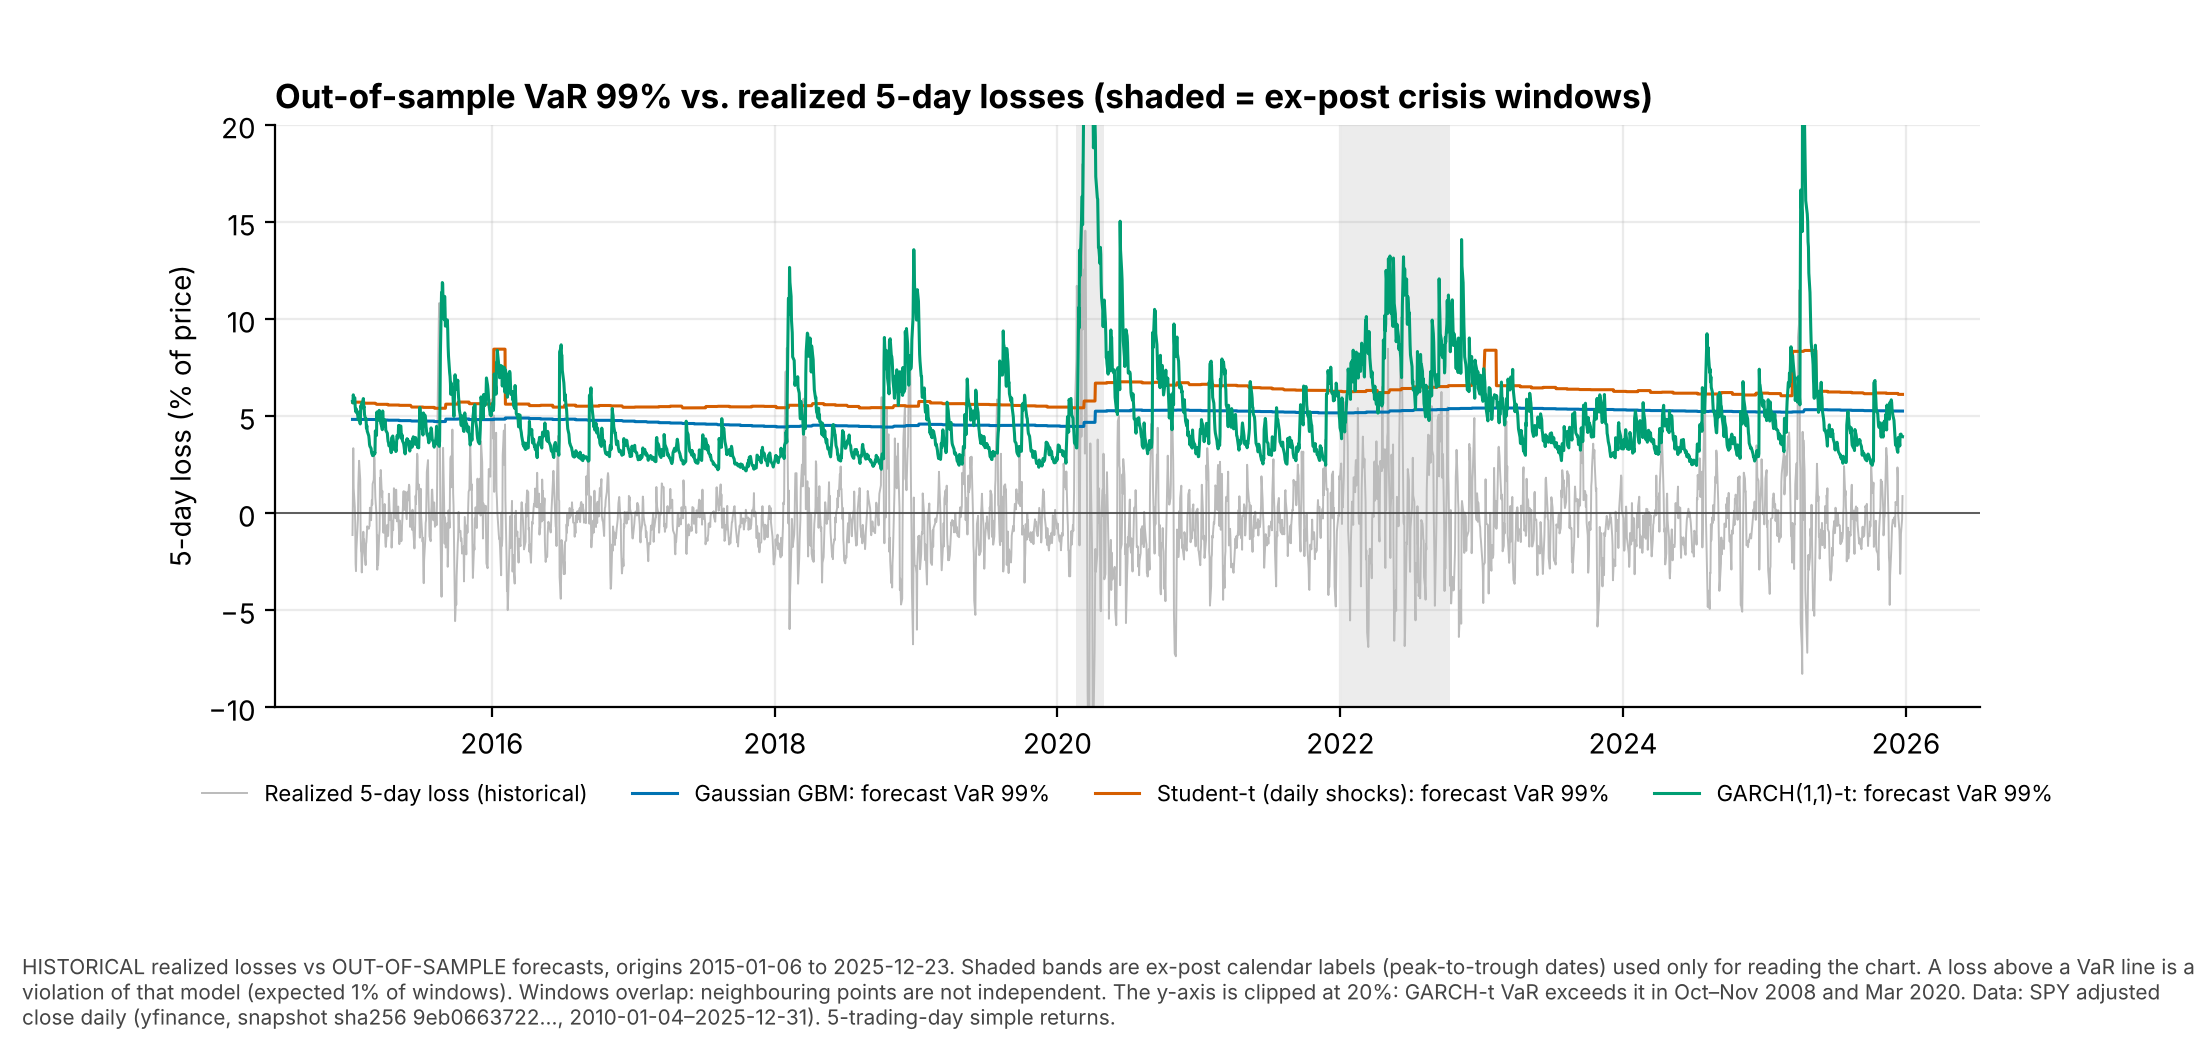 Out-of-sample VaR 99% vs. realized 5-day losses (shaded = ex-post crisis windows)
5-day loss (% of price)
20
15
10
5
0
−5
−10
2016
2018
2020
2022
2024
2026
Realized 5-day loss (historical)
Gaussian GBM: forecast VaR 99%
Student-t (daily shocks): forecast VaR 99%
GARCH(1,1)-t: forecast VaR 99%
HISTORICAL realized losses vs OUT-OF-SAMPLE forecasts, origins 2015-01-06 to 2025-12-23. Shaded bands are ex-post calendar labels (peak-to-trough dates) used only for reading the chart. A loss above a VaR line is a
violation of that model (expected 1% of windows). Windows overlap: neighbouring points are not independent. The y-axis is clipped at 20%: GARCH-t VaR exceeds it in Oct–Nov 2008 and Mar 2020. Data: SPY adjusted
close daily (yfinance, snapshot sha256 9eb0663722…, 2010-01-04–2025-12-31). 5-trading-day simple returns.